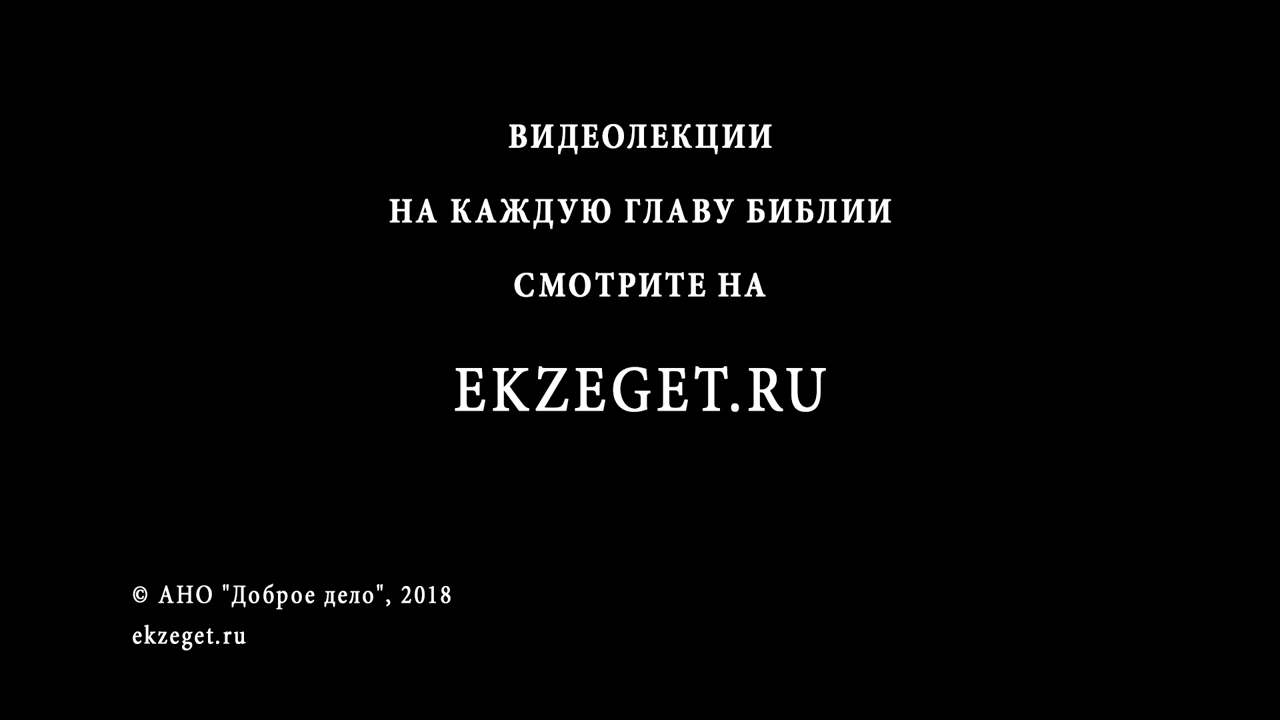 ВИДЕОЛЕКЦИИ
НА КАЖДУЮ ГЛАВУ БИБЛИИ
СМОТРИТЕ НА
EKZEGET.RU
© АНО "Доброе дело", 2018
ekzeget.ru